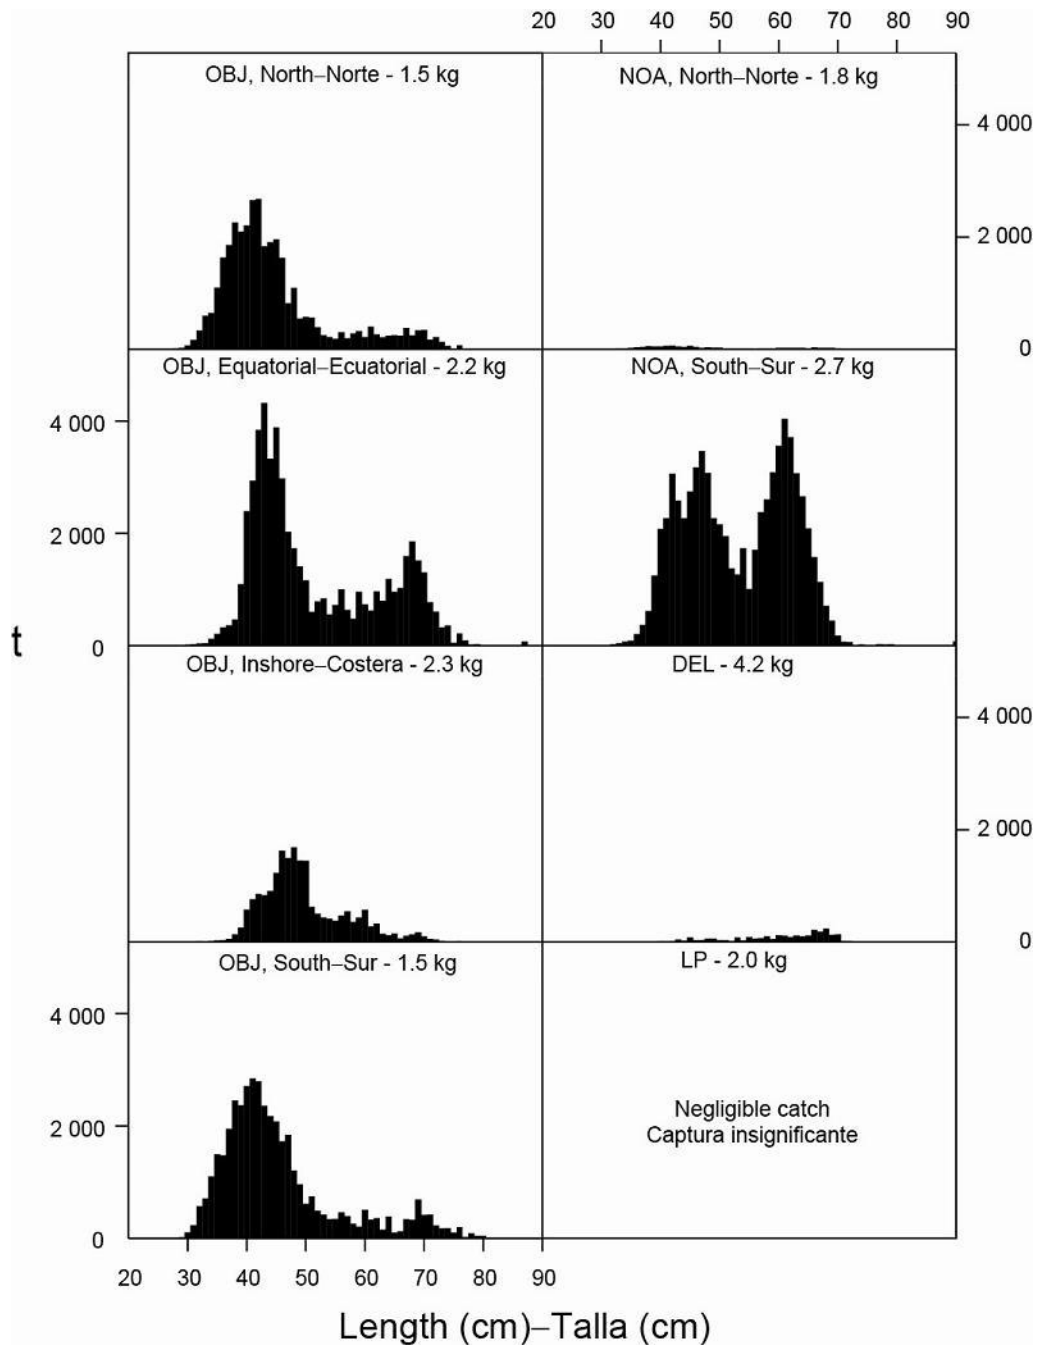 20 30 40 50 60 70 80 90
OBJ, North–Norte - 1.5 kg
NOA, North–Norte - 1.8 kg
4 000
2 000
0
OBJ, Equatorial–Ecuatorial - 2.2 kg
NOA, South–Sur - 2.7 kg
4 000
2 000
0
t
OBJ, Inshore–Costera - 2.3 kg
DEL - 4.2 kg
4 000
2 000
0
OBJ, South–Sur - 1.5 kg
LP - 2.0 kg
4 000
2 000
0
Negligible catch
Captura insignificante
20 30 40 50 60 70 80 90
Length (cm)–Talla (cm)